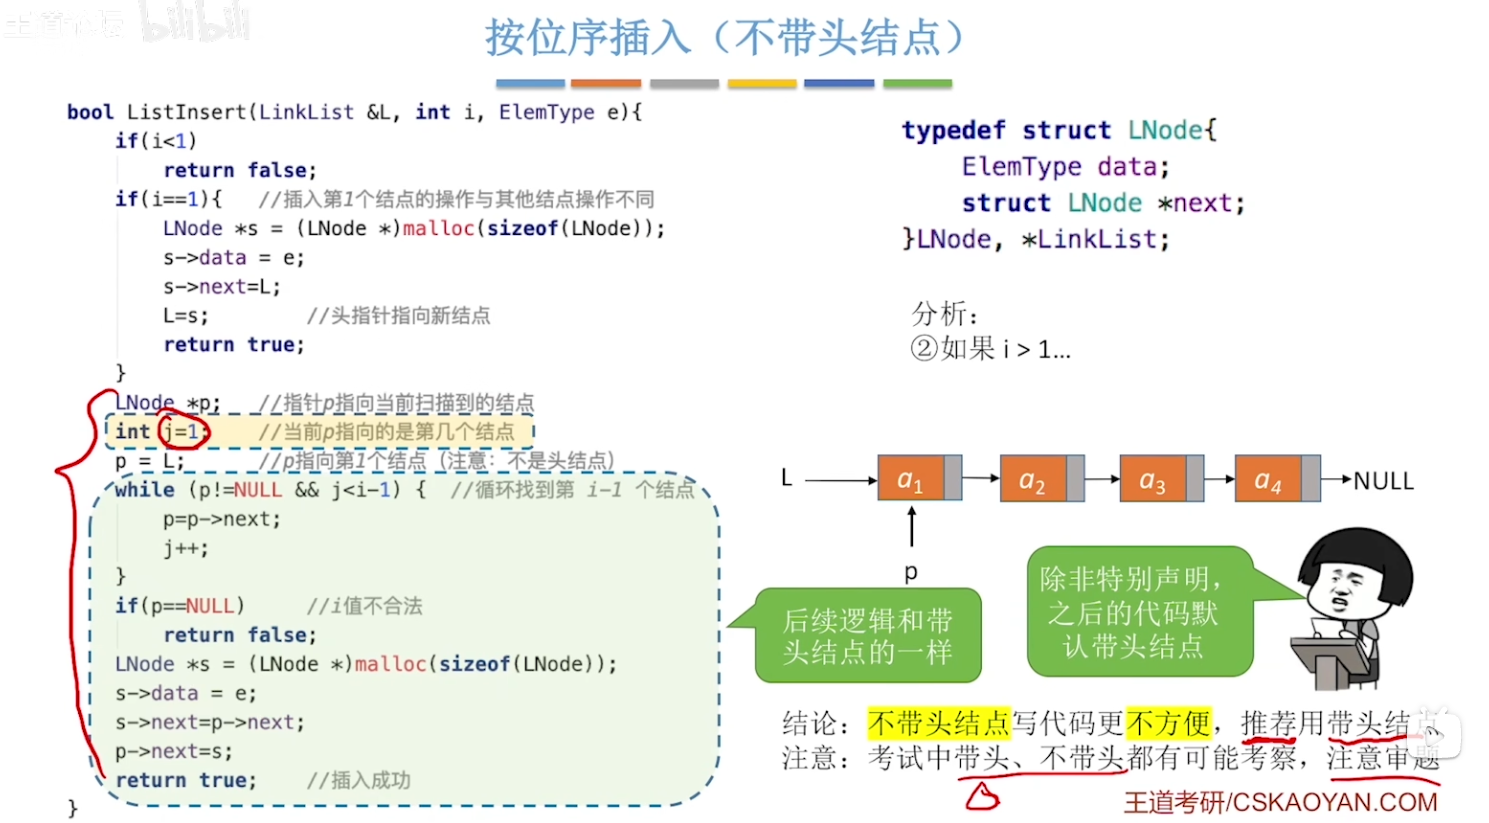 bilibili
按位序插入（不带头结点）
bool ListInsert(LinkList &L, int i, ElemType e){
if(i<1)
return false;
if(i==1){ //插入第1个结点的操作与其他结点操作不同
LNode *s = (LNode *)malloc(sizeof(LNode));
s->data = e;
s->next=L;
L=s; //头指针指向新结点
return true;
}
LNode *p; //指针p指向当前扫描到的结点
int j=1; //当前p指向的是第几个结点
p = L; //p指向第1个结点（注意：不是头结点）
while (p!=NULL && j<i-1) { //循环找到第 i-1 个结点
p=p->next;
j++;
}
if(p==NULL) //i值不合法
return false;
LNode *s = (LNode *)malloc(sizeof(LNode));
s->data = e;
s->next=p->next;
p->next=s;
return true; //插入成功
}
typedef struct LNode{
ElemType data;
struct LNode *next;
}LNode, *LinkList;
分析：
②如果 i > 1…
L a1 a2 a3 a4 NULL
p
后续逻辑和带
头结点的一样
除非特别声明，
之后的代码默
认带头结点
结论：不带头结点写代码更不方便，推荐用带头结
注意：考试中带头、不带头都有可能考察，注意审题
王道考研/CSKAOYAN.COM